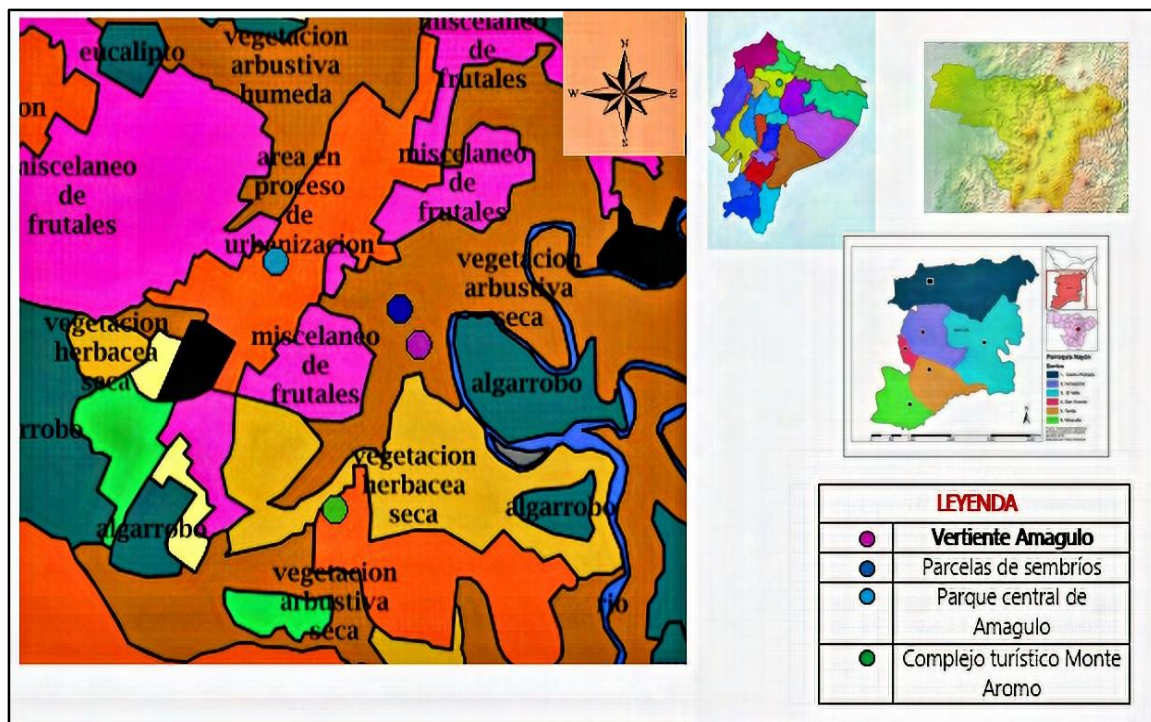 eucalipto
vegetacion
arbustiva
humeda
miscelaneo
de
frutales
on
miscelaneo
de
frutales
area en
proceso
de
urbanizacion
miscelaneo
de
frutales
N
W
S
vegetacion
arbustiva
seca
vegetacion
herbacea
seca
miscelaneo
de
frutales
algarrobo
rrobo
vegetacion
herbacea
seca
algarrobo
algarrobo
vegetacion
arbustiva
seca
rio
Parroquia Nayón
N
LEYENDA
Vertiente Amagulo
Parcelas de sembríos
Parque central de
Amagulo
Complejo turístico Monte
Aromo